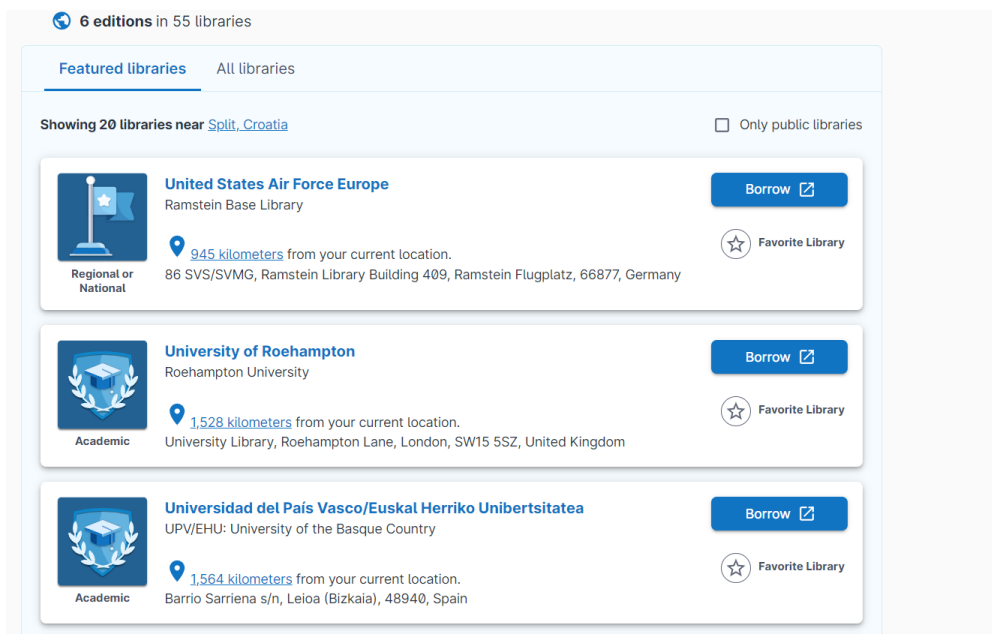 6 editions in 55 libraries
Featured libraries All libraries
Showing 20 libraries near Split, Croatia Only public libraries
United States Air Force Europe
Ramstein Base Library
Borrow
945 kilometers from your current location.
86 SVS/SVMG, Ramstein Library Building 409, Ramstein Flugplatz, 66877, Germany
Favorite Library
Regional or
National
University of Roehampton
Roehampton University
Borrow
1,528 kilometers from your current location.
University Library, Roehampton Lane, London, SW15 5SZ, United Kingdom
Favorite Library
Academic
Universidad del País Vasco/Euskal Herriko Unibertsitatea
UPV/EHU: University of the Basque Country
Borrow
1,564 kilometers from your current location.
Barrio Sarriena s/n, Leioa (Bizkaia), 48940, Spain
Favorite Library
Academic